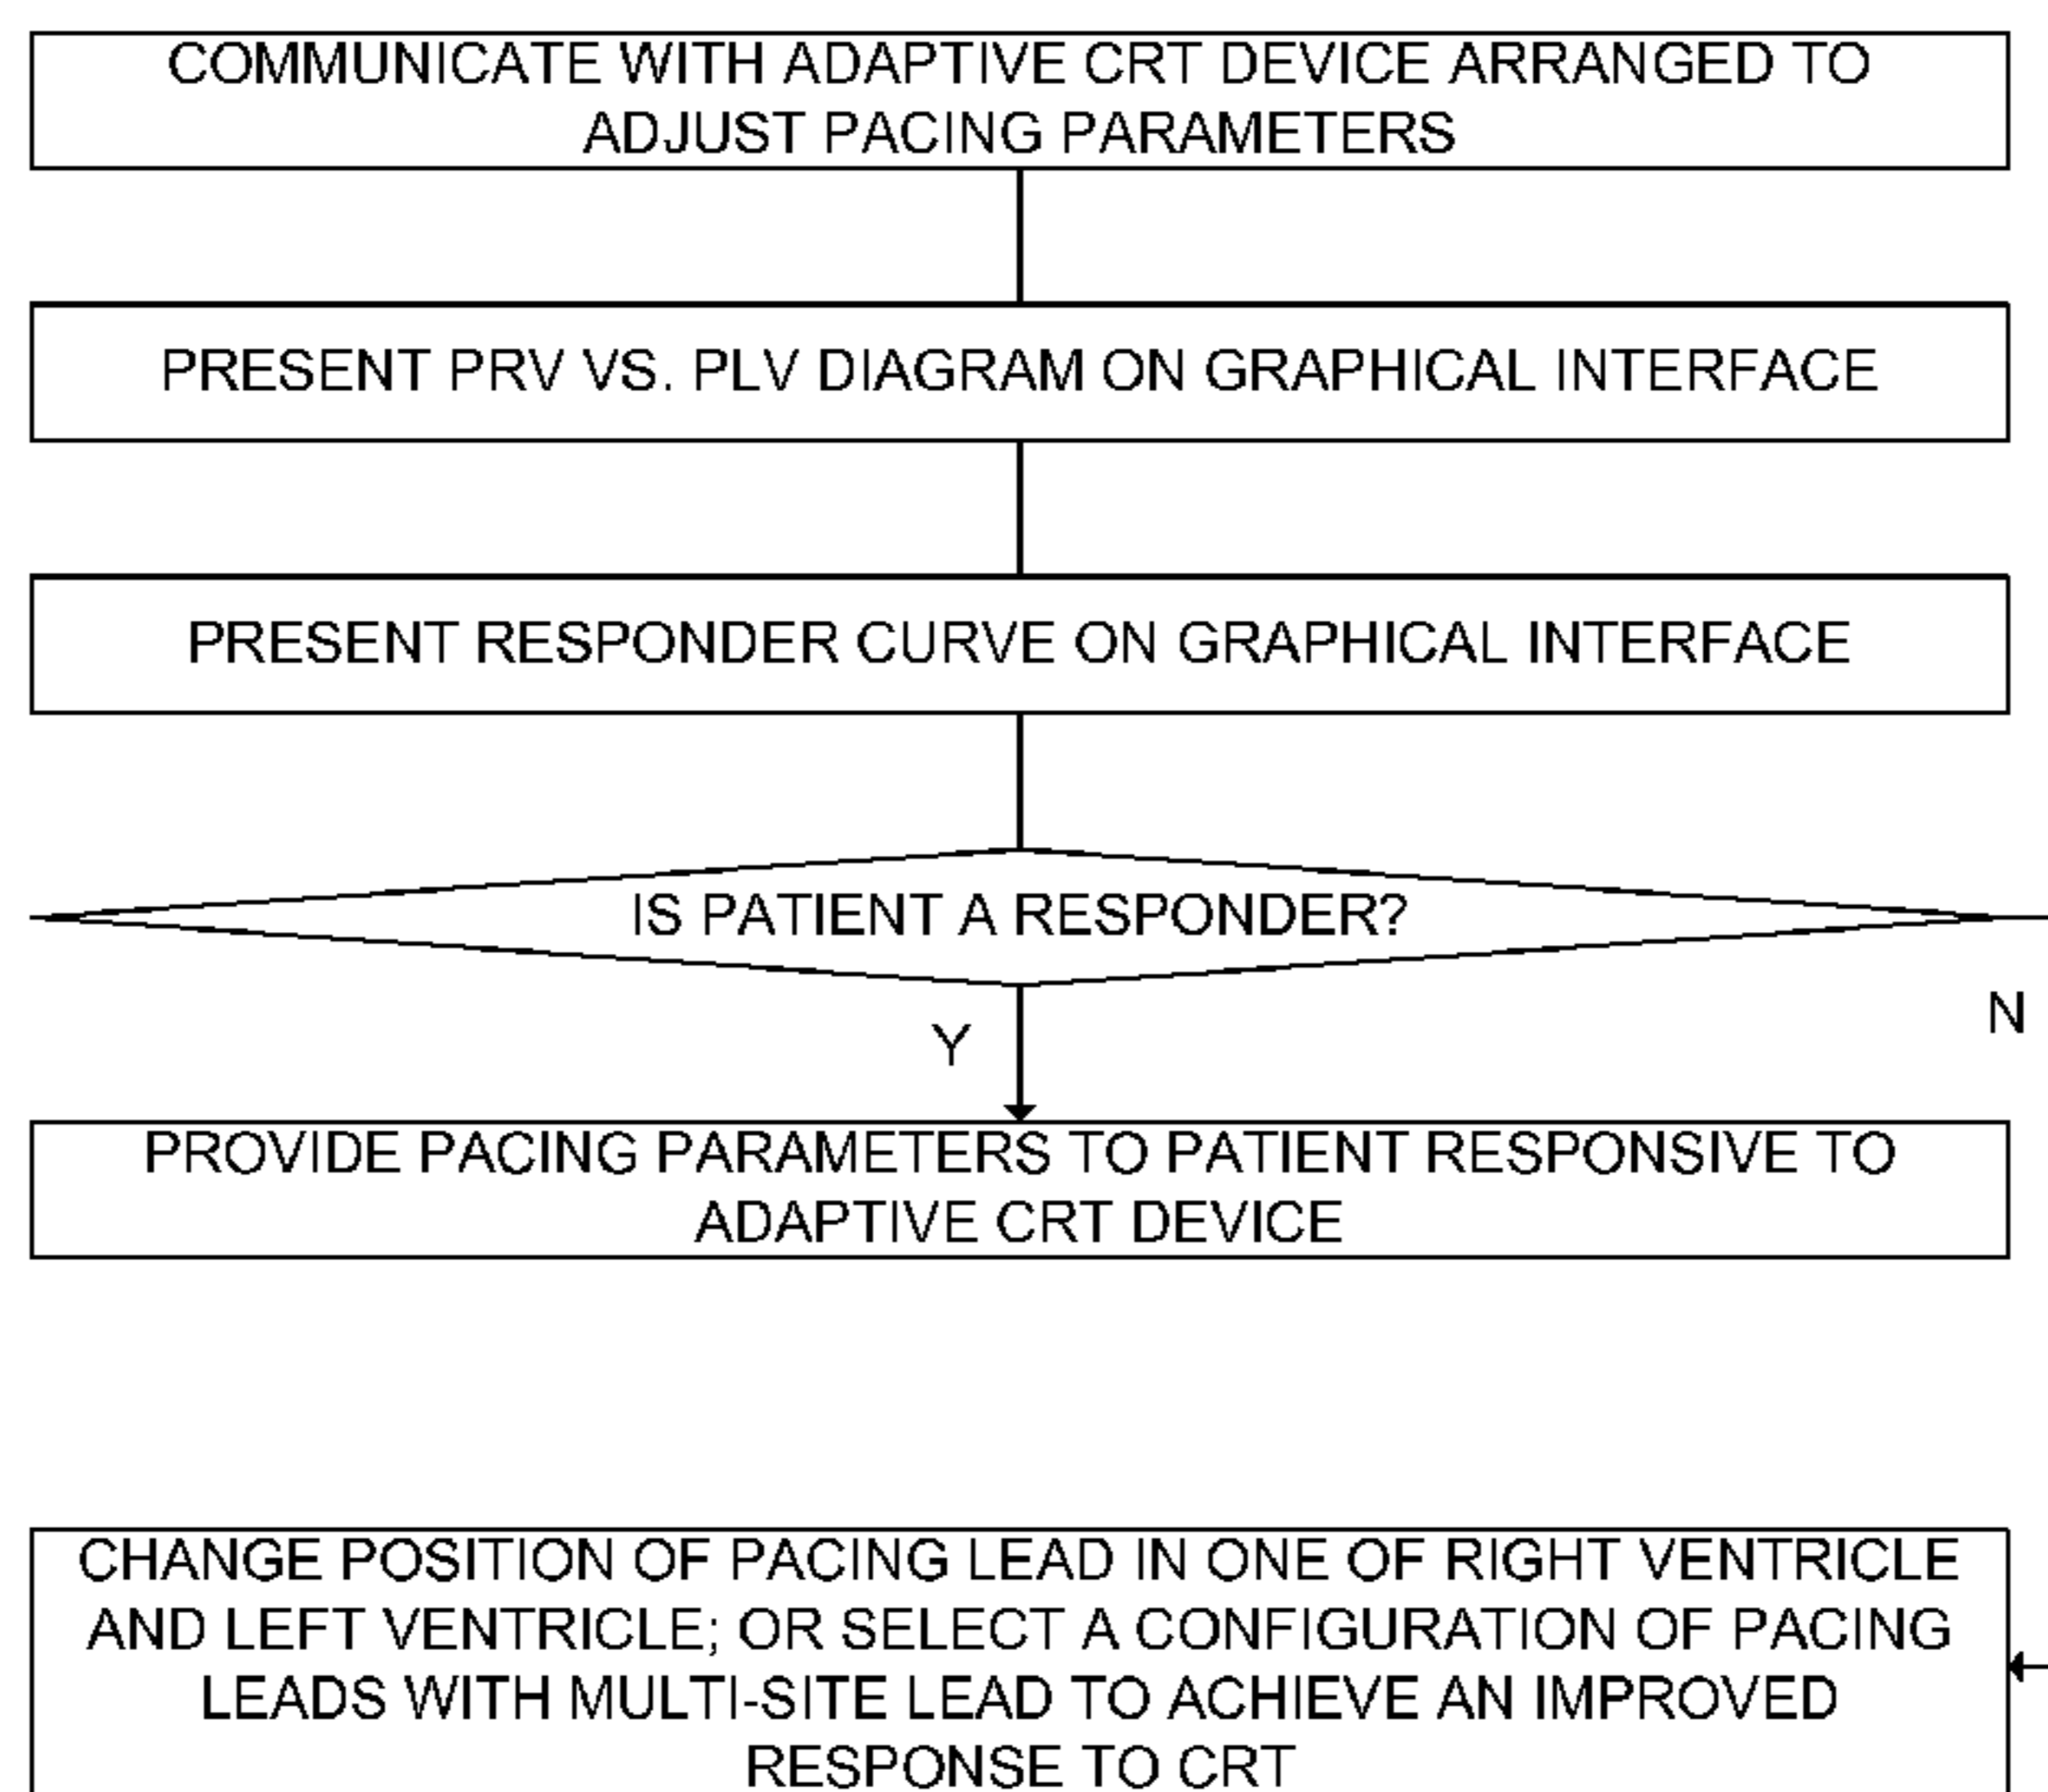 COMMUNICATE WITH ADAPTIVE CRT DEVICE ARRANGED TO
ADJUST PACING PARAMETERS
PRESENT PRV VS. PLV DIAGRAM ON GRAPHICAL INTERFACE
PRESENT RESPONDER CURVE ON GRAPHICAL INTERFACE
IS PATIENT A RESPONDER?
N
Y
PROVIDE PACING PARAMETERS TO PATIENT RESPONSIVE TO
ADAPTIVE CRT DEVICE
CHANGE POSITION OF PACING LEAD IN ONE OF RIGHT VENTRICLE
AND LEFT VENTRICLE; OR SELECT A CONFIGURATION OF PACING
LEADS WITH MULTI-SITE LEAD TO ACHIEVE AN IMPROVED
RESPONSE TO CRT